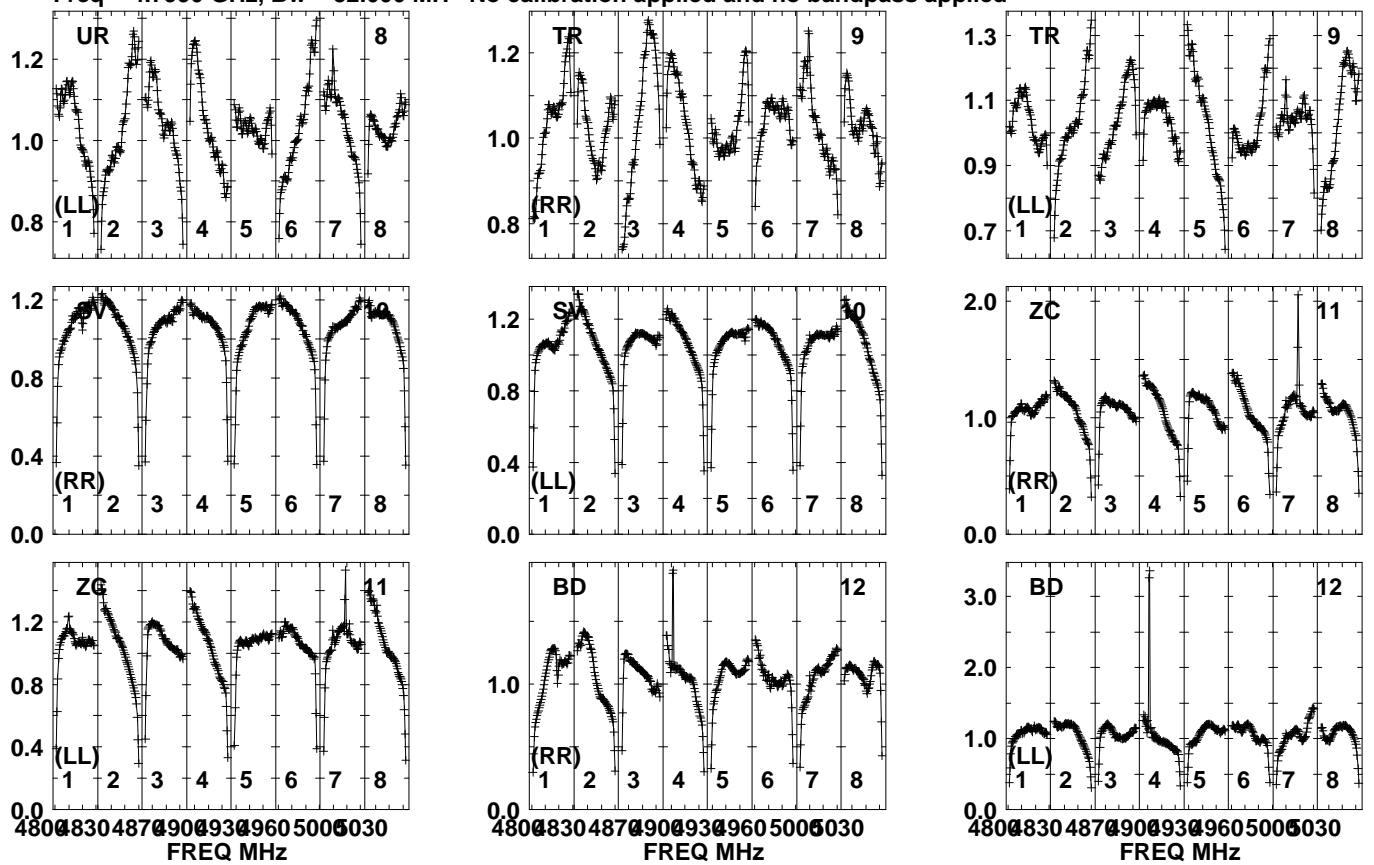 Freq = GHz, Bw = MH No calibration applied and no bandpass applied
UR 8
1.2
1.0
0.8
(LL)
1 2 3 4 5 6 7 8
TR 9
1.2
1.0
0.8
(RR)
1 2 3 4 5 6 7 8
TR 9
1.3
1.1
0.9
0.7
(LL)
1 2 3 4 5 6 7 8
SV 10
1.2
0.8
0.4
0.0
(RR)
1 2 3 4 5 6 7 8
SV 10
1.2
0.8
0.4
0.0
(LL)
1 2 3 4 5 6 7 8
ZC 11
2.0
1.0
0.0
(RR)
1 2 3 4 5 6 7 8
ZC 11
1.2
0.8
0.4
0.0
(LL)
1 2 3 4 5 6 7 8
4800 4830 4870 4900 4930 4960 5000 5030
FREQ MHz
BD 12
1.0
0.0
(RR)
1 2 3 4 5 6 7 8
4800 4830 4870 4900 4930 4960 5000 5030
FREQ MHz
BD 12
3.0
2.0
1.0
0.0
(LL)
1 2 3 4 5 6 7 8
4800 4830 4870 4900 4930 4960 5000 5030
FREQ MHz